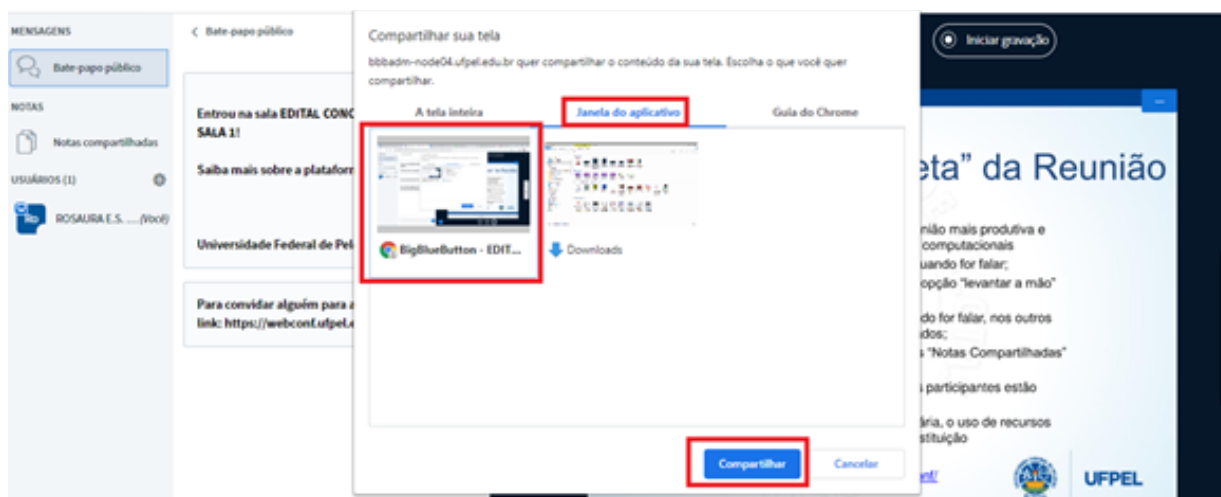 MENSAGENS
Bate-papo público
NOTAS
Notas compartilhadas
USUÁRIOS (1)
Ro
ROSAURA E.S. .... (Você)
Bate-papo público
Entrou na sala EDITAL CONC
SALA 1!
Saiba mais sobre a plataform
Universidade Federal de Pel
Para convidar alguém para a
link: https://webconf.ufpel.e
Compartilhar sua tela
bbbadm-node04.ufpel.edu.br quer compartilhar o conteúdo da sua tela. Escolha o que você quer
compartilhar.
A tela inteira
Janela do aplicativo
Guia do Chrome
BigBlueButton - EDIT...
Downloads
Compartilhar
Cancelar
Iniciar gravação
eta” da Reunião
nião mais produtiva e
computacionais
uando for falar;
opção “levantar a mão”
do for falar, nos outros
dos;
s “Notas Compartilhadas”
participantes estão
ária, o uso de recursos
stituição
UFPEL